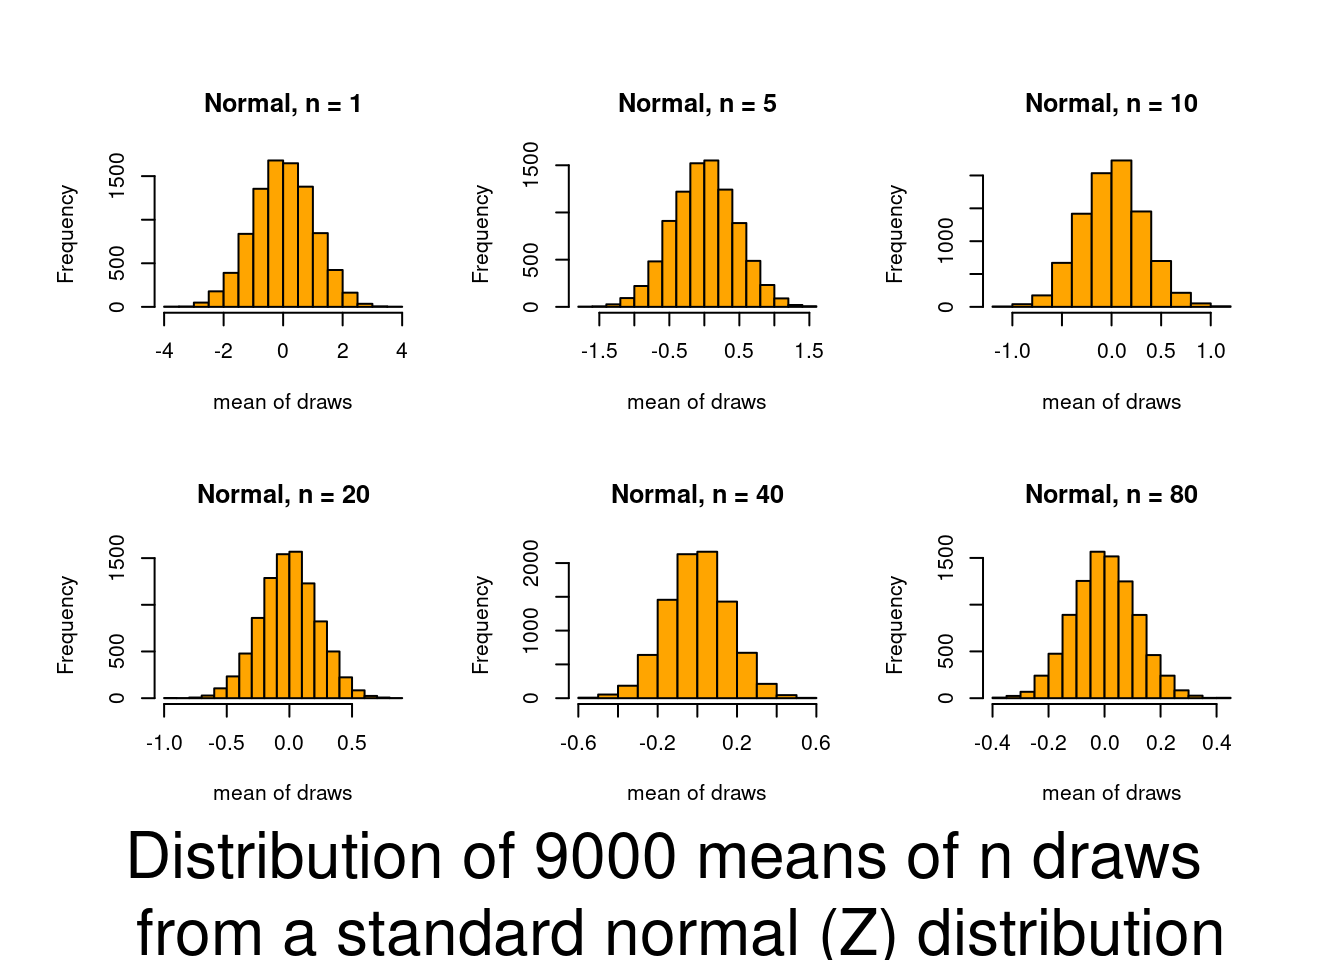 Normal, n = 1
Frequency
0 500 1500
-4 -2 0 2 4
mean of draws
Normal, n = 5
Frequency
0 500 1500
-1.5 -0.5 0.5 1.5
mean of draws
Normal, n = 10
Frequency
0 1000
-1.0 0.0 0.5 1.0
mean of draws
Normal, n = 20
Frequency
0 500 1500
-1.0 -0.5 0.0 0.5
mean of draws
Normal, n = 40
Frequency
0 1000 2000
-0.6 -0.2 0.2 0.6
mean of draws
Normal, n = 80
Frequency
0 500 1500
-0.4 -0.2 0.0 0.2 0.4
mean of draws
Distribution of 9000 means of n draws
from a standard normal (Z) distribution